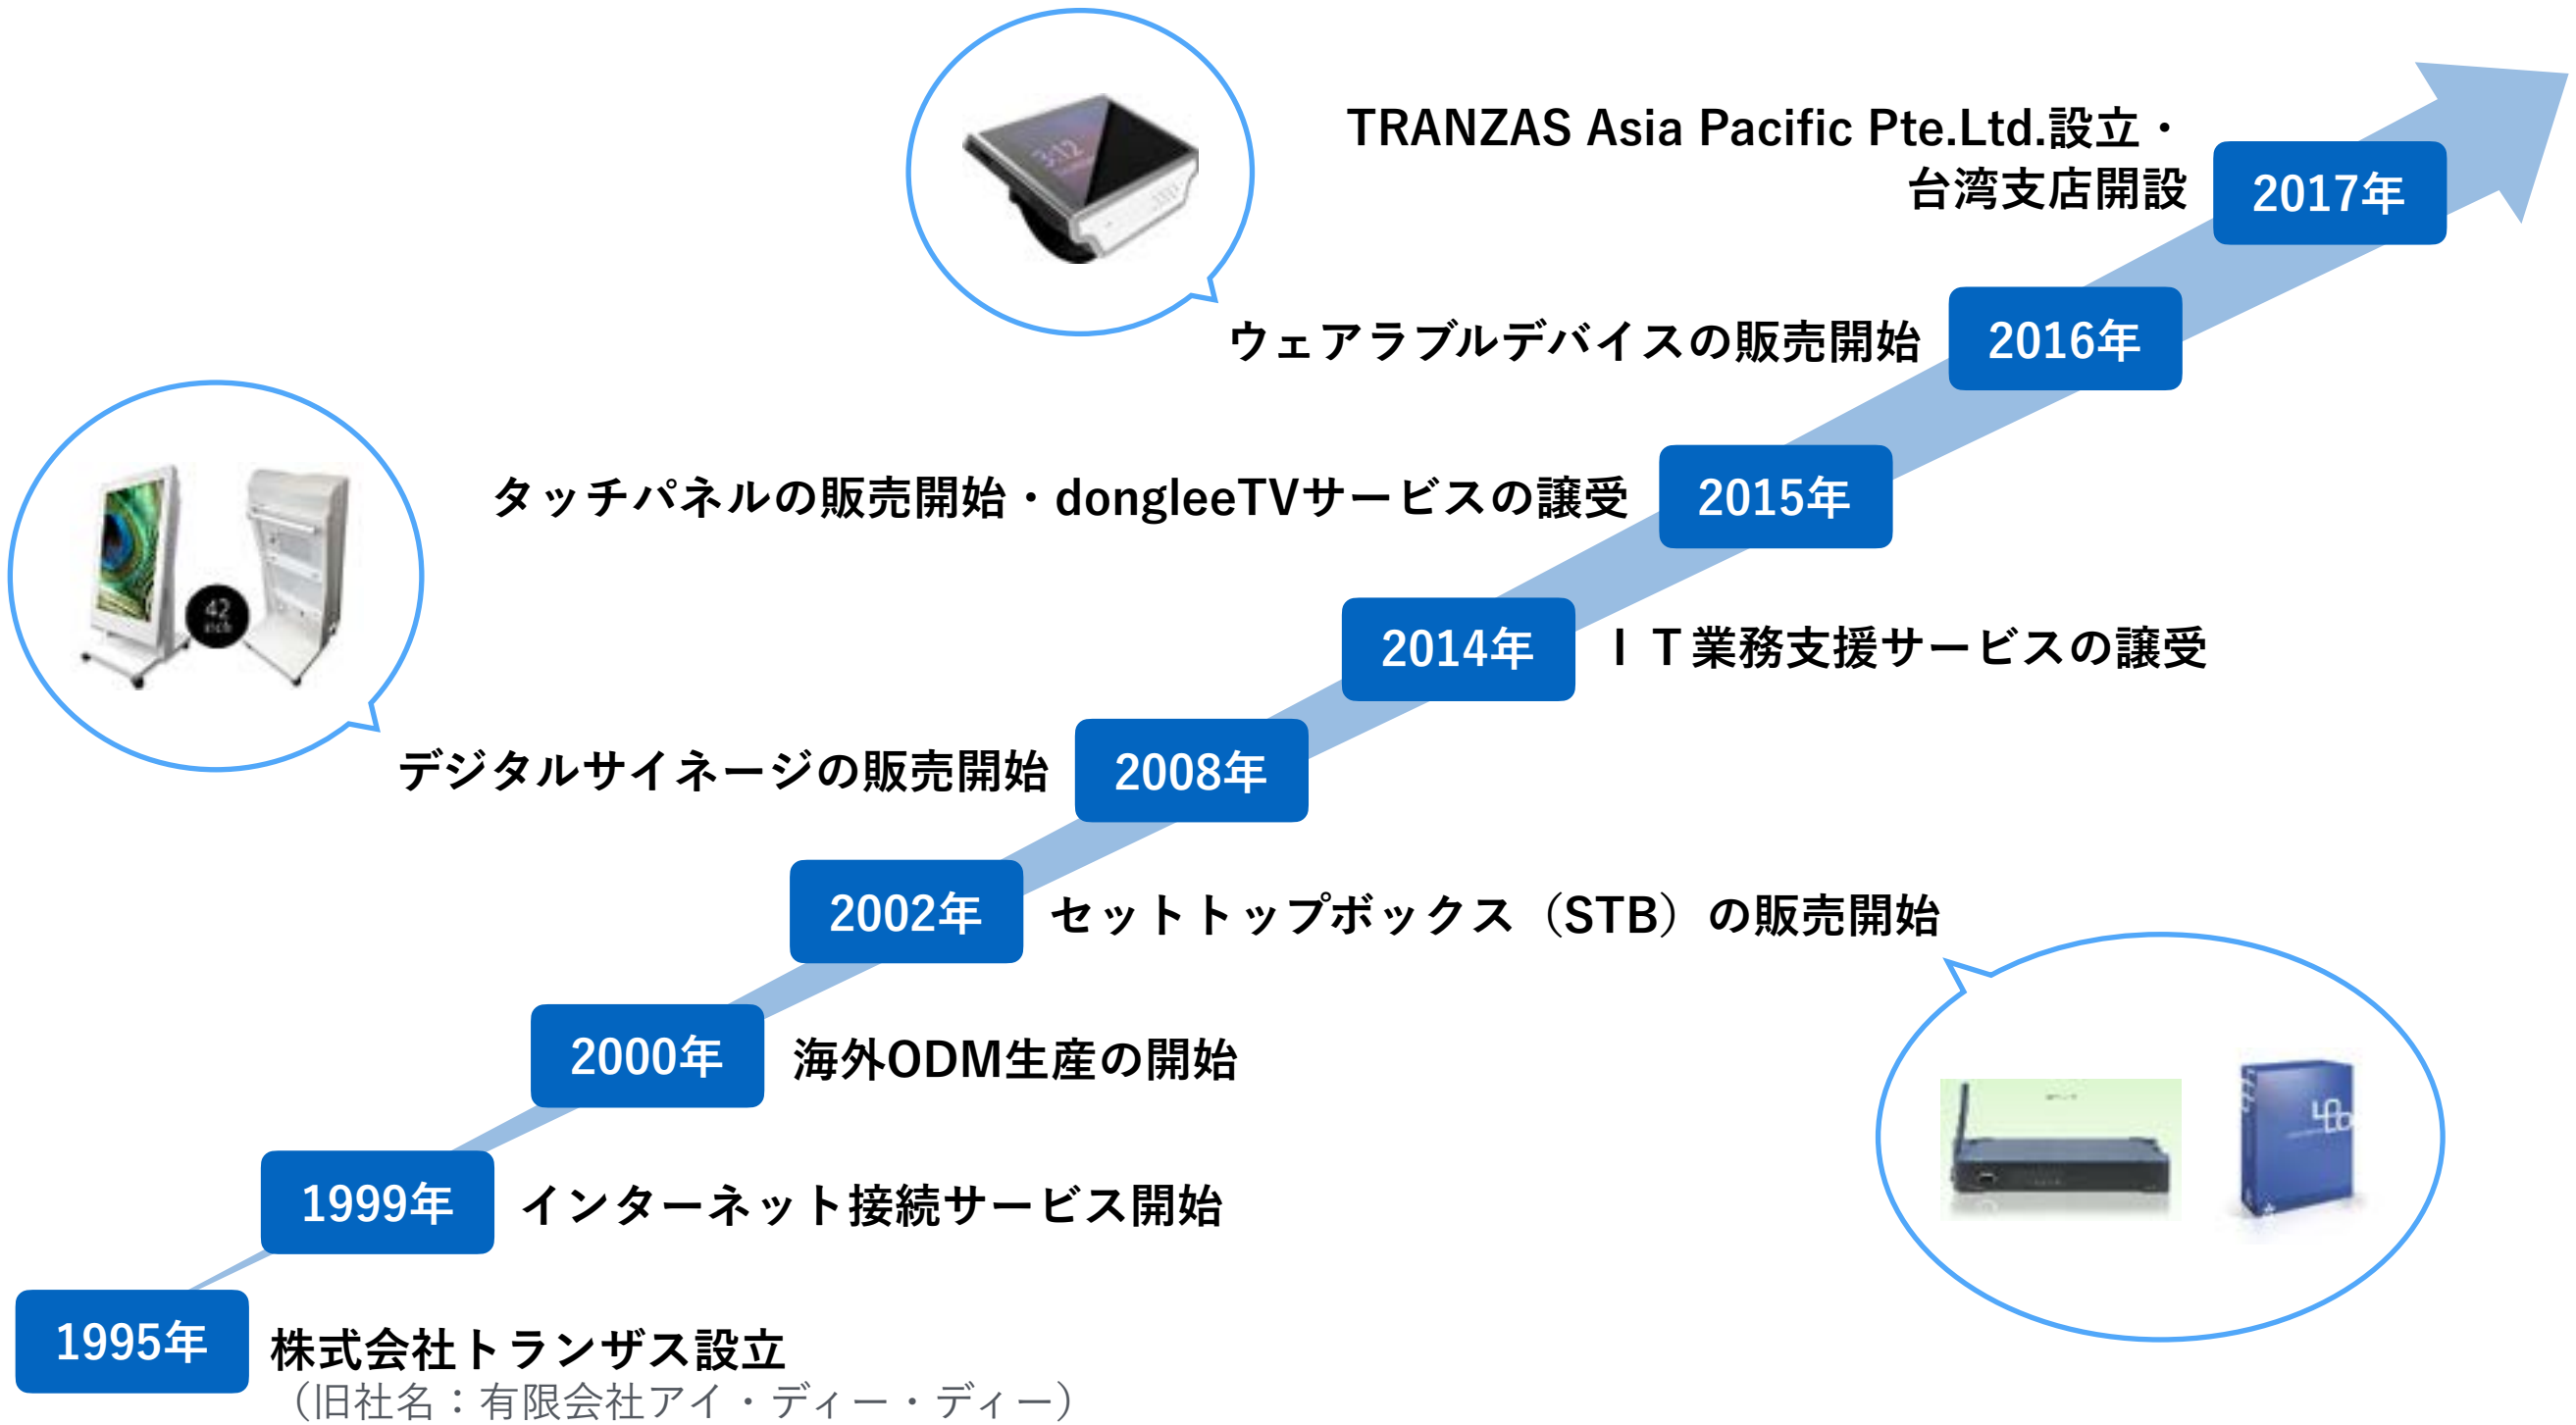 TRANZAS Asia Pacific Pte.Ltd.設立・
台湾支店開設
2017年
3:12
ウェアラブルデバイスの販売開始
2016年
タッチパネルの販売開始・dongleeTVサービスの譲受
2015年
42
inch
2014年
ＩＴ業務支援サービスの譲受
デジタルサイネージの販売開始
2008年
2002年
セットトップボックス（STB）の販売開始
2000年
海外ODM生産の開始
1999年
インターネット接続サービス開始
1995年
株式会社トランザス設立
（旧社名：有限会社アイ・ディー・ディー）